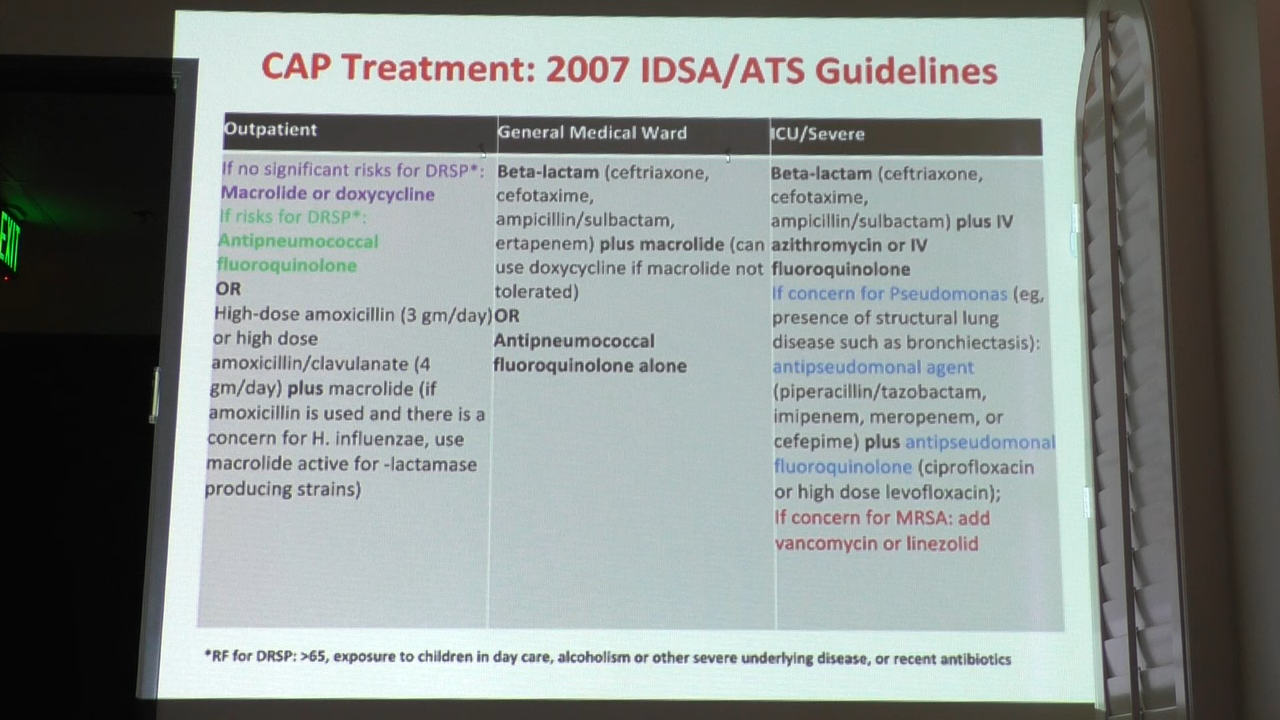 EXIT
CAP Treatment: 2007 IDSA/ATS Guidelines
Outpatient
If no significant risks for DRSP*:
Macrolide or doxycycline
If risks for DRSP*:
Antipneumococcal
fluoroquinolone
OR
High-dose amoxicillin (3 gm/day)
or high dose
amoxicillin/clavulanate (4
gm/day) plus macrolide (if
amoxicillin is used and there is a
concern for H. influenzae, use
macrolide active for -lactamase
producing strains)
General Medical Ward
Beta-lactam (ceftriaxone,
cefotaxime,
ampicillin/sulbactam,
ertapenem) plus macrolide (can
use doxycycline if macrolide not
tolerated)
OR
Antipneumococcal
fluoroquinolone alone
ICU/Severe
Beta-lactam (ceftriaxone,
cefotaxime,
ampicillin/sulbactam) plus IV
azithromycin or IV
fluoroquinolone
If concern for Pseudomonas (eg,
presence of structural lung
disease such as bronchiectasis):
antipseudomonal agent
(piperacillin/tazobactam,
imipenem, meropenem, or
cefepime) plus antipseudomonal
fluoroquinolone (ciprofloxacin
or high dose levofloxacin);
If concern for MRSA: add
vancomycin or linezolid
*RF for DRSP: >65, exposure to children in day care, alcoholism or other severe underlying disease, or recent antibiotics